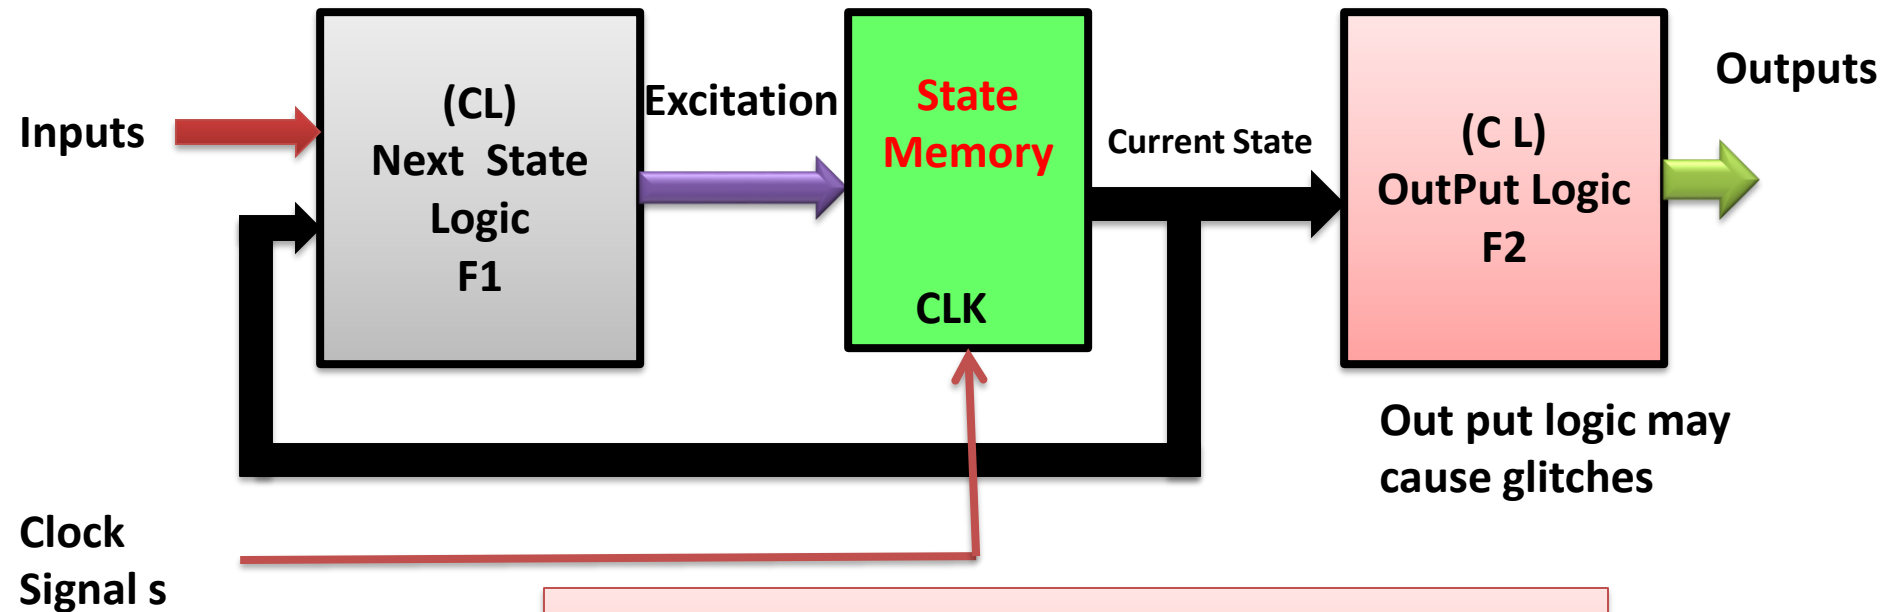 Inputs
(CL)
Next State
Logic
F1
Excitation
State
Memory
CLK
Current State
(C L)
OutPut Logic
F2
Outputs
Out put logic may
cause glitches
Clock
Signal s